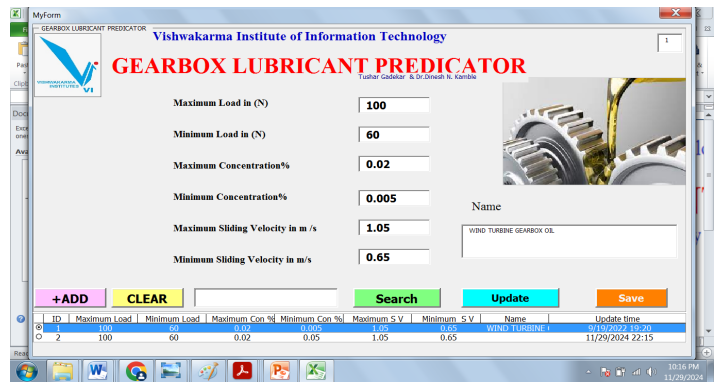 MyForm
GEARBOX LUBRICANT PREDICATOR
Vishwakarma Institute of Information Technology
1
GEARBOX LUBRICANT PREDICATOR
Tushar Gadekar & Dr.Dinesh N. Kamble
VISHWAKARMA
INSTITUTES
VI
Maximum Load in (N) 100
Minimum Load in (N) 60
Maximum Concentration% 0.02
Minimum Concentration% 0.005
Name
Maximum Sliding Velocity in m /s 1.05
WIND TURBINE GEARBOX OIL
Minimum Sliding Velocity in m/s 0.65
+ADD CLEAR Search Update Save
ID Maximum Load Minimum Load Maximum Con % Minimum Con % Maximum S V Minimum S V Name Update time
1 100 60 0.02 0.005 1.05 0.65 WIND TURBINE 9/19/2022 19:20
2 100 60 0.02 0.05 1.05 0.65 11/29/2024 22:15
10:16 PM
11/29/2024